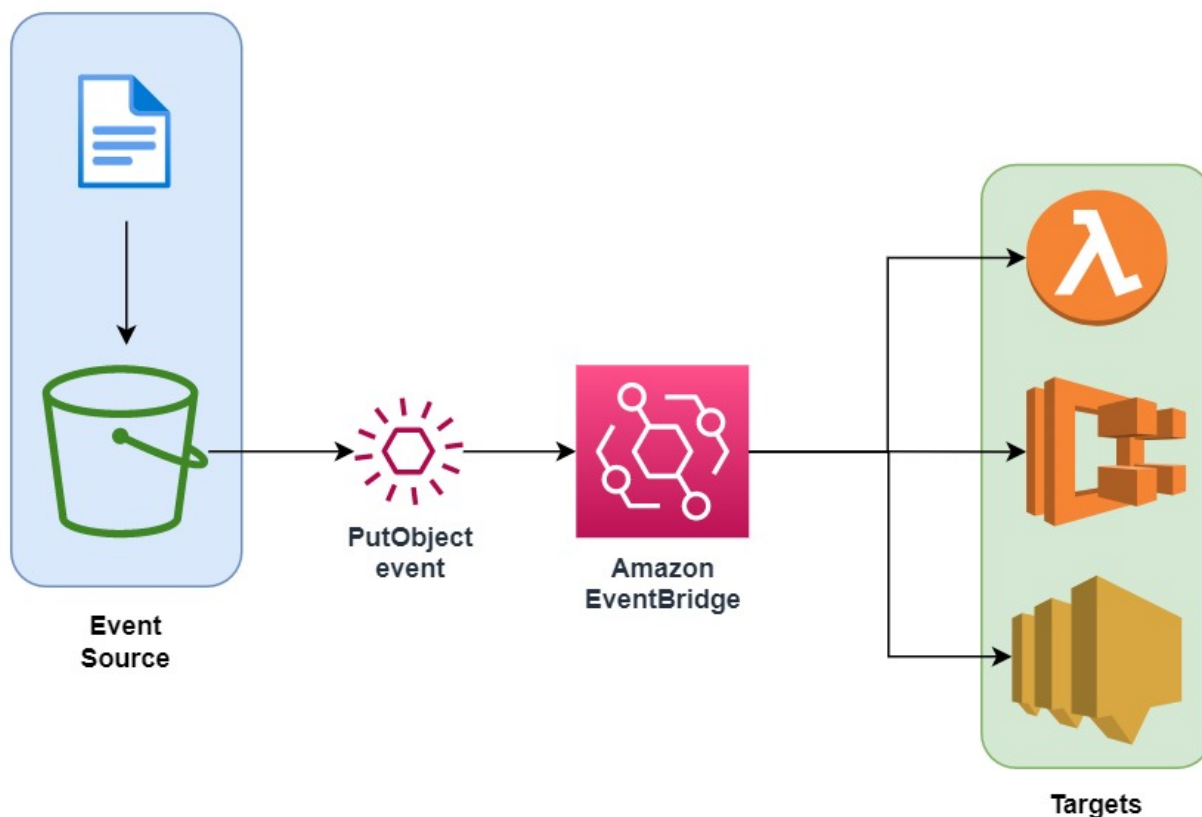 Event
Source
PutObject
event
Amazon
EventBridge
Targets